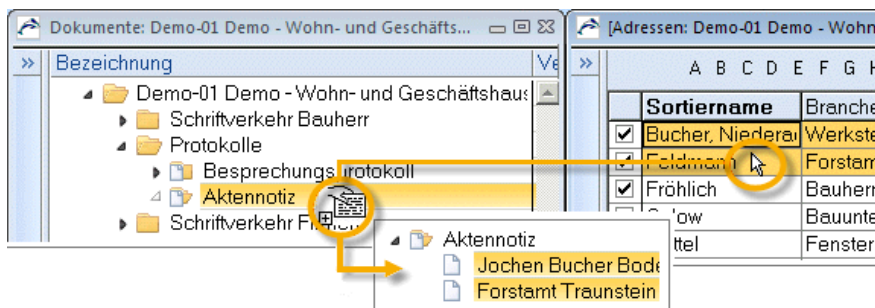 Dokumente: Demo-01 Demo - Wohn- und Geschäfts...
Bezeichnung
Demo-01 Demo - Wohn- und Geschäftshaus
Schriftverkehr Bauherr
Protokolle
Besprechungsprotokoll
Aktennotiz
Schriftverkehr
Aktennotiz
Jochen Bucher Bode
Forstamt Traunstein
[Adressen: Demo-01 Demo - Wohn
A B C D E F G H
Sortiername Branche
Bucher, Niederau Werkste
Feldmann Forstam
Fröhlich Bauherr
Bauunte
Fenster